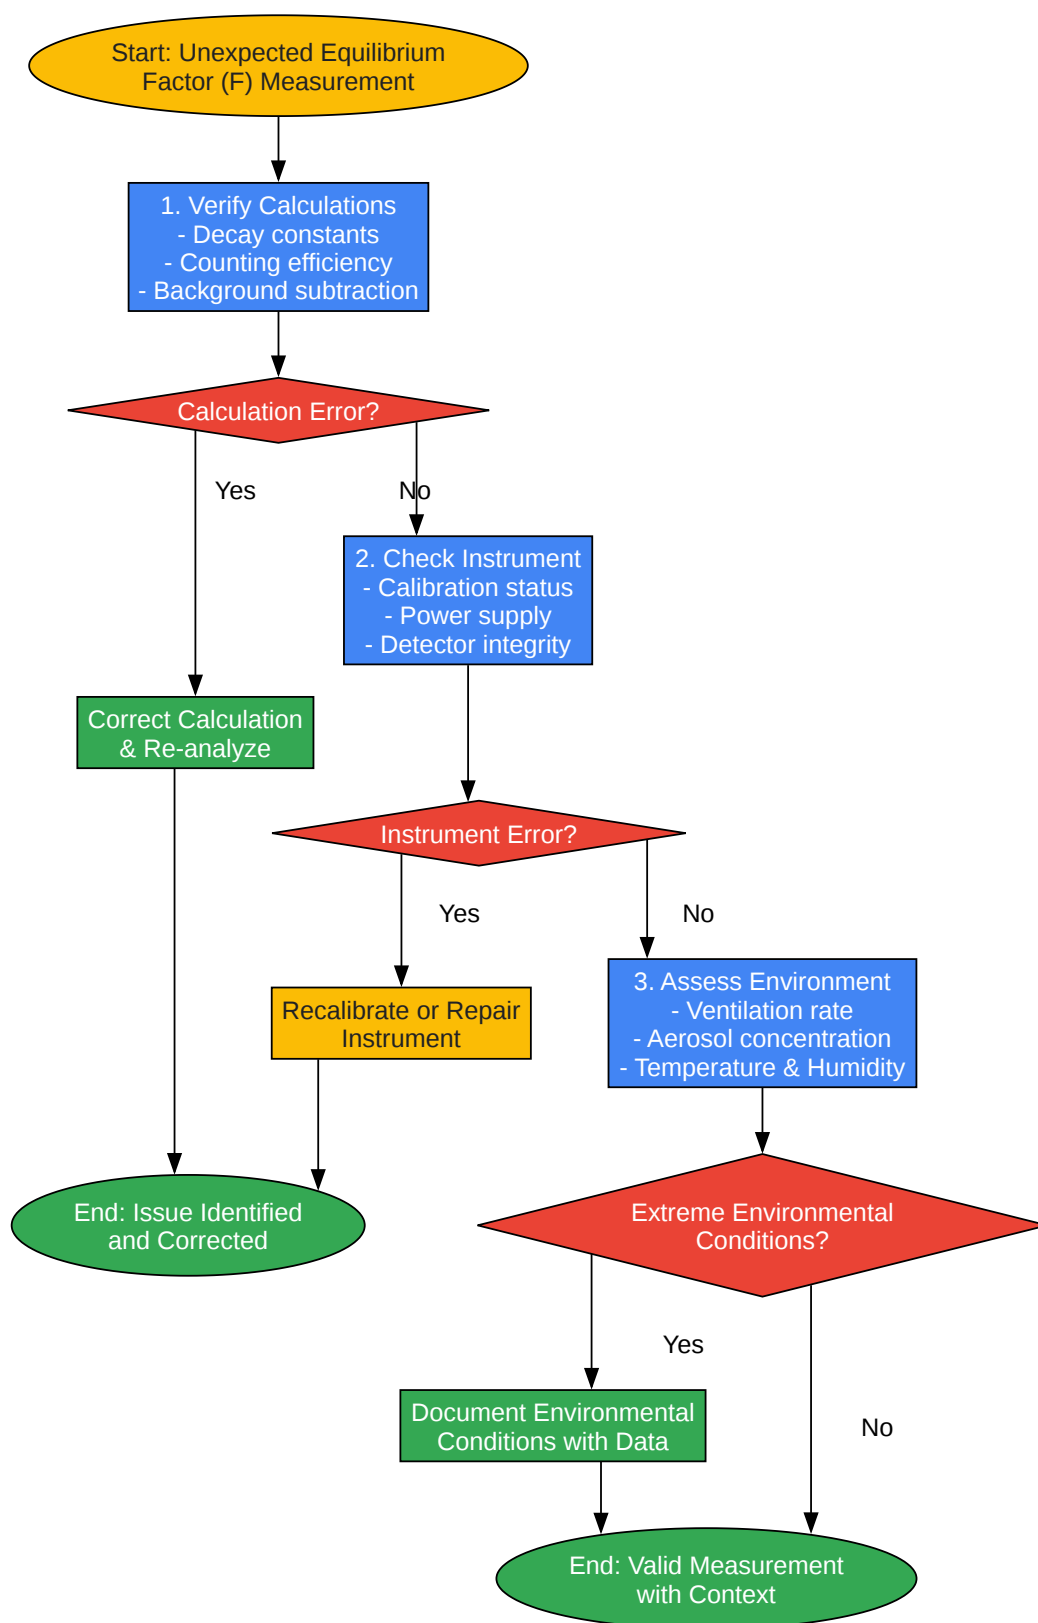 Start: Unexpected Equilibrium
Factor (F) Measurement
1. Verify Calculations
- Decay constants
- Counting efficiency
- Background subtraction
Calculation Error?
Yes
No
2. Check Instrument
- Calibration status
- Power supply
- Detector integrity
Correct Calculation
& Re-analyze
Instrument Error?
Yes
No
3. Assess Environment
- Ventilation rate
- Aerosol concentration
- Temperature & Humidity
Recalibrate or Repair
Instrument
End: Issue Identified
and Corrected
Extreme Environmental
Conditions?
Yes
No
Document Environmental
Conditions with Data
End: Valid Measurement
with Context